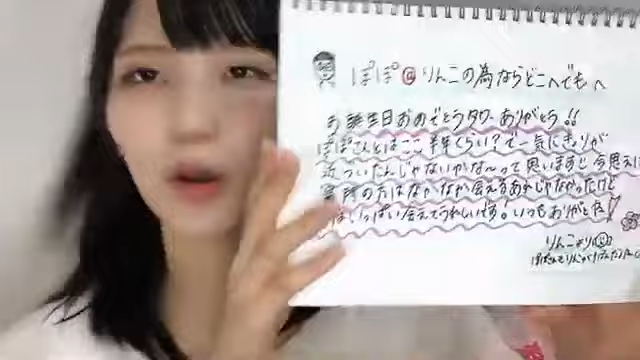 ぽぽ@りんこの為ならどこへでも へ
お誕生日おめでとうタワーありがとう!!
ぽぽさんとはここ半年くらい?で一気にきょりが
近づいたんじゃないかな〜って思いますど 今思えば
の方はなかなか会えるあれじゃなかったけど
いっぱい会えてうれしいです!いつもありがとね!
りんこより